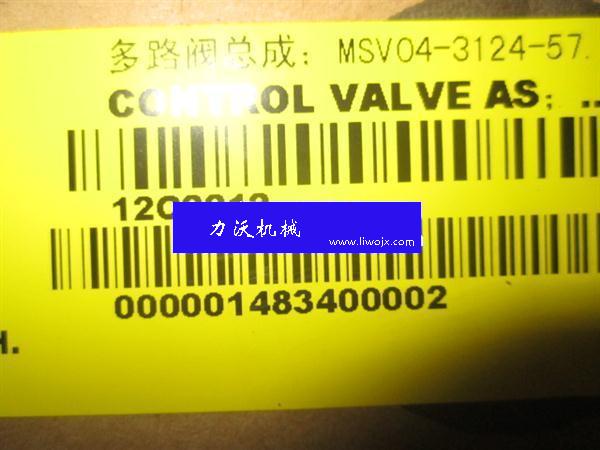 多路阀总成: MSV04-3124-57.
CONTROL VALVE AS; ..
力沃机械
www.liwojx.com
000001483400002
H.